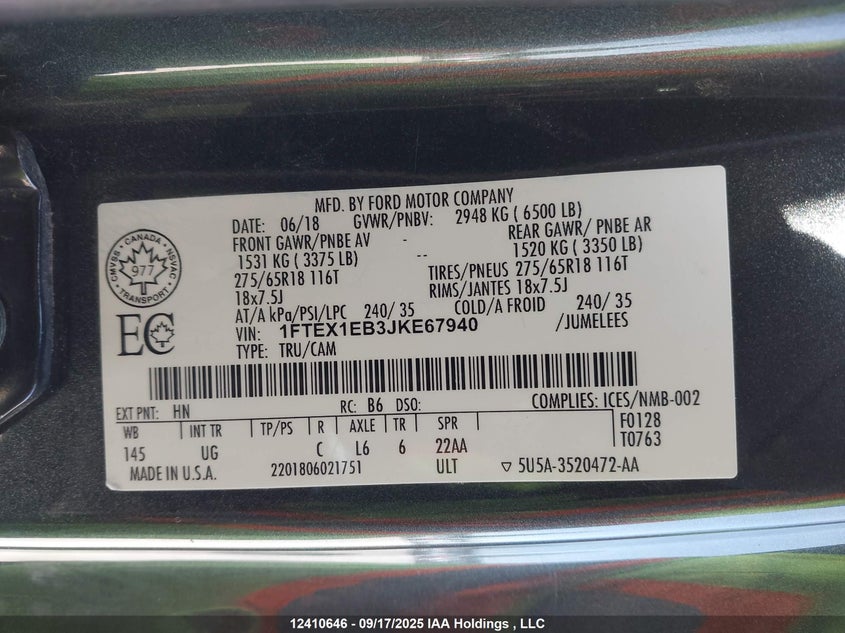 MFD. BY FORD MOTOR COMPANY
DATE: 06/18 GVWR/PNBV: 2948 KG ( 6500 LB)
FRONT GAWR/PNBE AV - REAR GAWR/ PNBE AR
1531 KG ( 3375 LB) -- 1520 KG ( 3350 LB)
275/65R18 116T TIRES/PNEUS 275/65R18 116T
18x7.5J RIMS/JANTES 18x7.5J
AT/A kPa/PSI/LPC 240/ 35 COLD/A FROID 240/ 35
VIN: 1FTEX1EB3JKE67940 /JUMELEES
TYPE: TRU/CAM
CANADA
CMVSS NSVAC
977
TRANSPORT
EC
EXT PNT: HN RC: B6 DSO: COMPLIES: ICES/NMB-002
WB INT TR TP/PS R AXLE TR SPR F0128
145 UG C L6 6 22AA T0763
MADE IN U.S.A. 2201806021751 ULT ▽ 5U5A-3520472-AA
12410646 - 09/17/2025 IAA Holdings , LLC